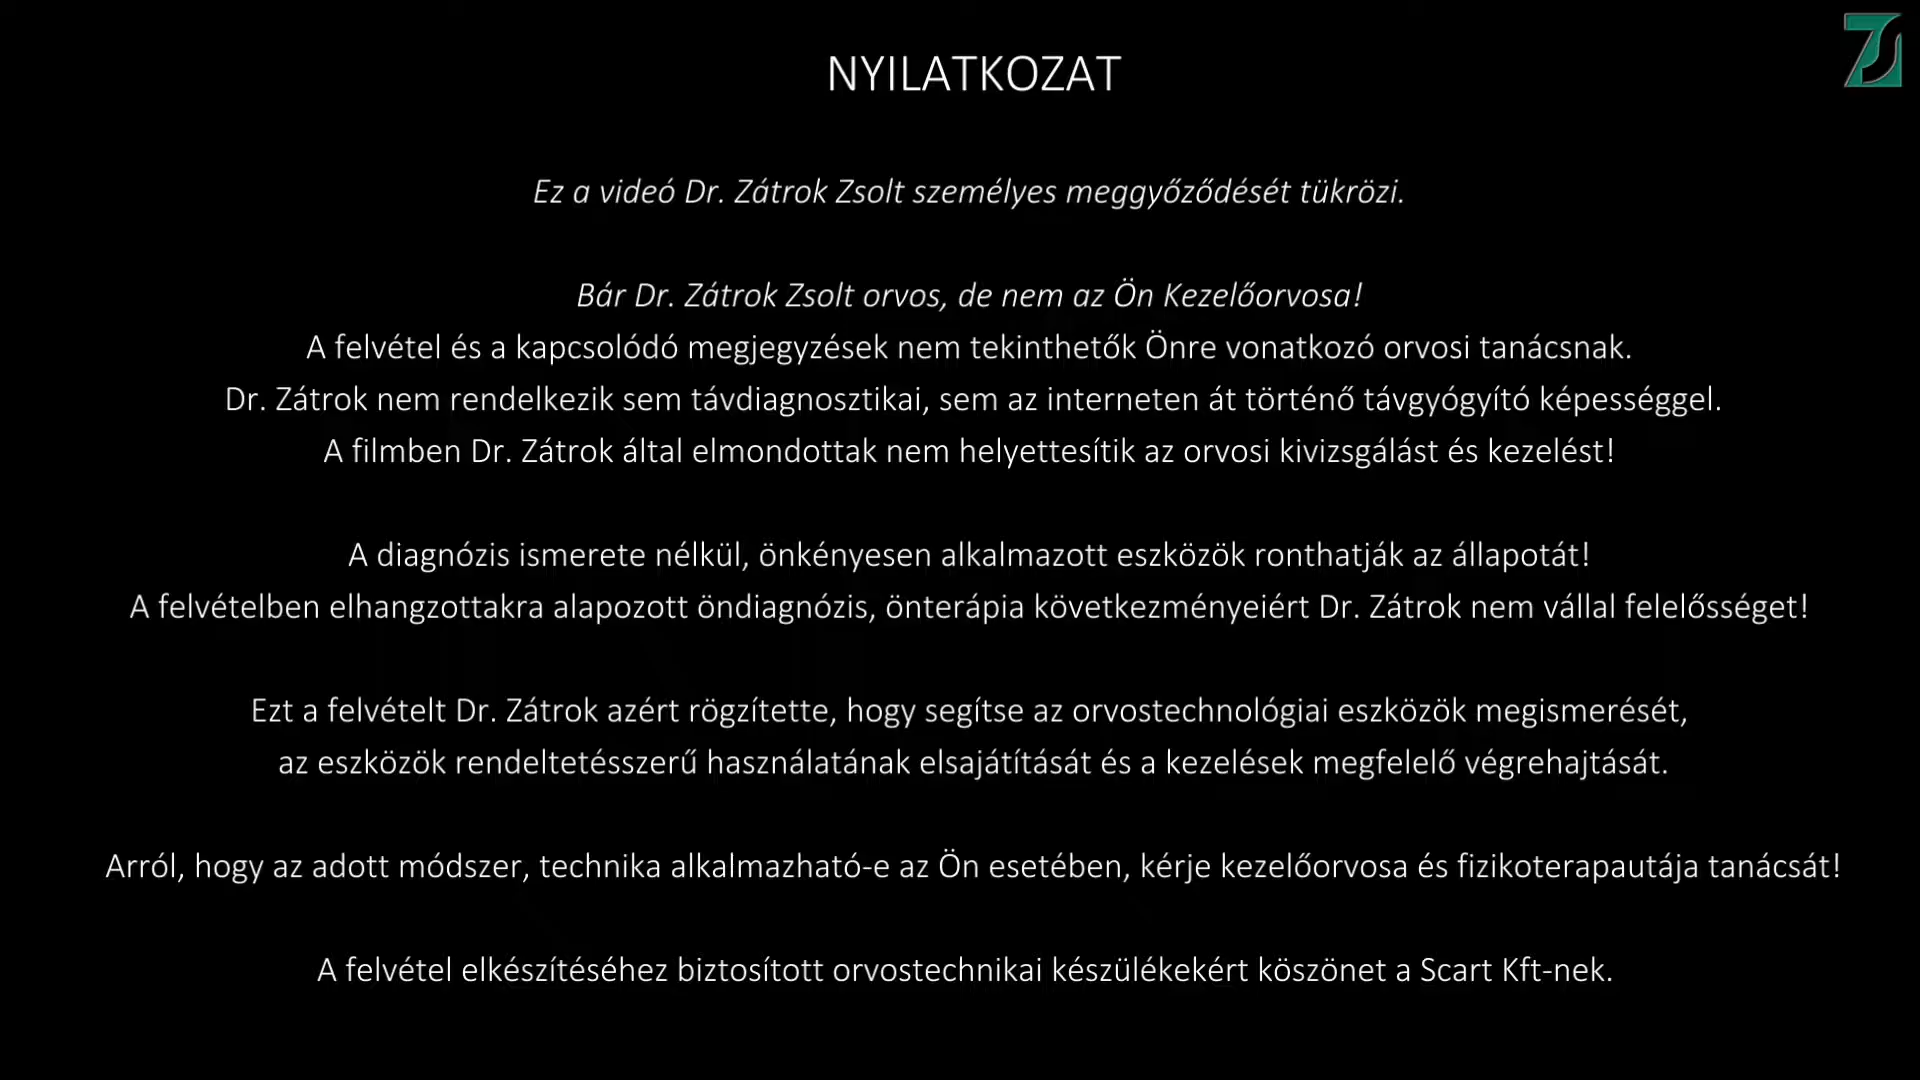 NYILATKOZAT
Ez a videó Dr. Zátrok Zsolt személyes meggyőződését tükrözi.
Bár Dr. Zátrok Zsolt orvos, de nem az Ön Kezelőorvosa!
A felvétel és a kapcsolódó megjegyzések nem tekinthetők Önre vonatkozó orvosi tanácsnak.
Dr. Zátrok nem rendelkezik sem távdiagnosztikai, sem az interneten át történő távgyógyító képességgel.
A filmben Dr. Zátrok által elmondottak nem helyettesítik az orvosi kivizsgálást és kezelést!
A diagnózis ismerete nélkül, önkényesen alkalmazott eszközök ronthatják az állapotát!
A felvételben elhangzottakra alapozott öndiagnózis, önterápia következményeiért Dr. Zátrok nem vállal felelősséget!
Ezt a felvételt Dr. Zátrok azért rögzítette, hogy segítse az orvostechnológiai eszközök megismerését,
az eszközök rendeltetésszerű használatának elsajátítását és a kezelések megfelelő végrehajtását.
Arról, hogy az adott módszer, technika alkalmazható-e az Ön esetében, kérje kezelőorvosa és fizikoterapautája tanácsát!
A felvétel elkészítéséhez biztosított orvostechnikai készülékekért köszönet a Scart Kft-nek.